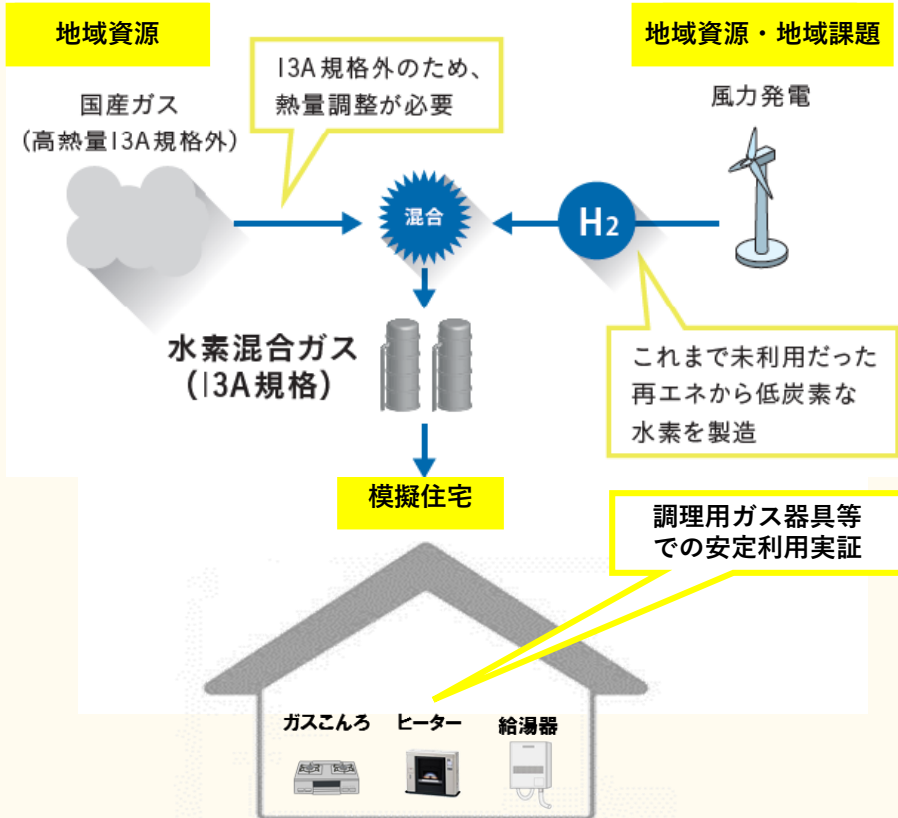 地域資源
地域資源・地域課題
13A規格外のため、
熱量調整が必要
国産ガス
(高熱量13A規格外)
風力発電
混合
H2
水素混合ガス
(13A規格)
これまで未利用だった
再エネから低炭素な
水素を製造
模擬住宅
調理用ガス器具等
での安定利用実証
ガスこんろ
ヒーター
給湯器